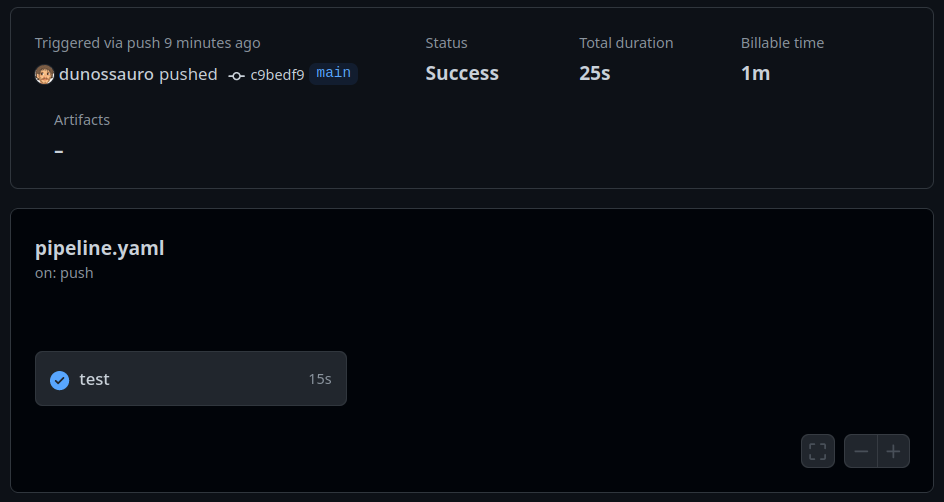 Triggered via push 9 minutes ago
dunossauro pushed c9bedf9 main
Status
Success
Total duration
25s
Billable time
1m
Artifacts
–
pipeline.yaml
on: push
test 15s